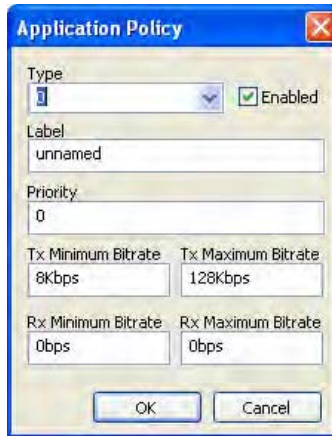 Application Policy
Type
0
Enabled
Label
unnamed
Priority
0
Tx Minimum Bitrate Tx Maximum Bitrate
8Kbps 128Kbps
Rx Minimum Bitrate Rx Maximum Bitrate
0bps 0bps
OK Cancel